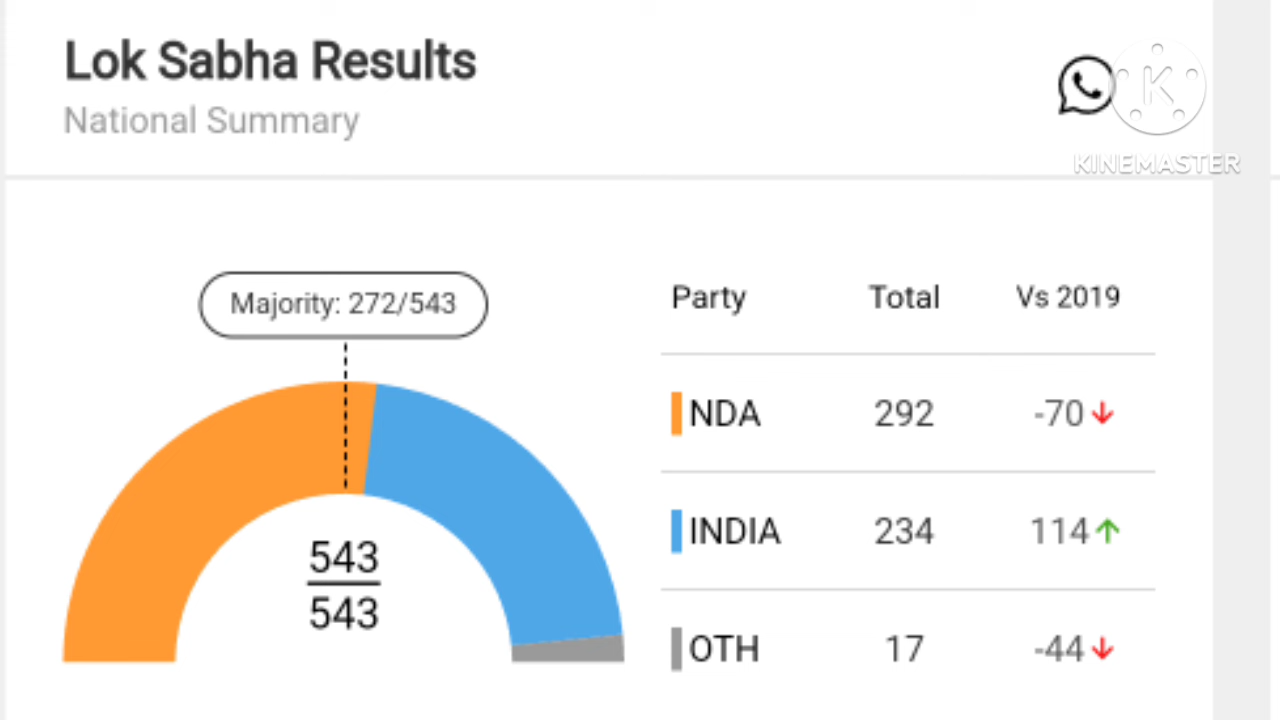 Lok Sabha Results
National Summary
K
KINEMASTER
Majority: 272/543
543
543
Party Total Vs 2019
NDA 292 -70
INDIA 234 114
OTH 17 -44